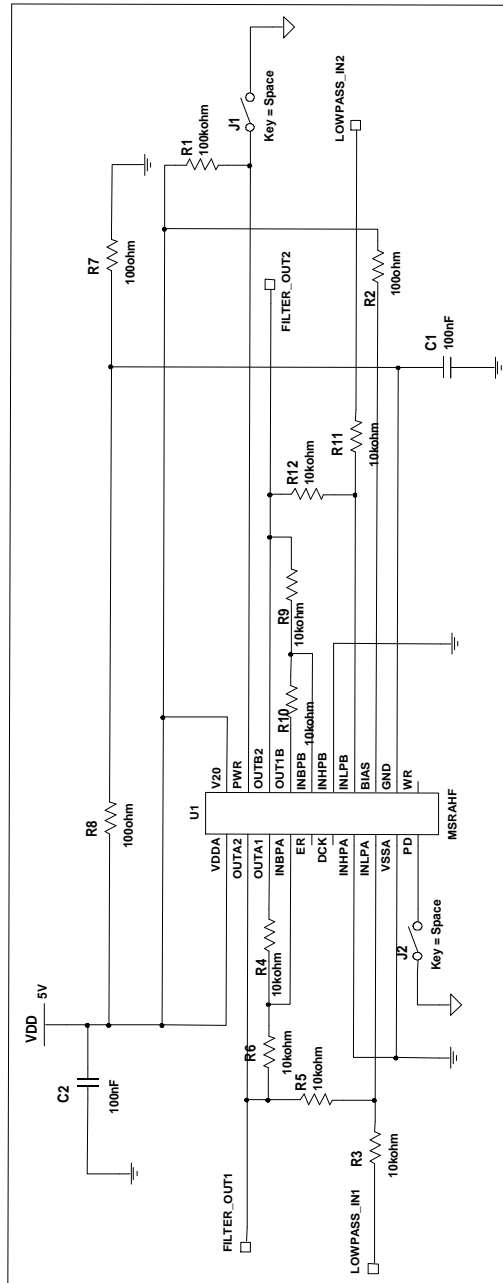 VDD
5V
C2
100nF
R8
100ohm
R7
100ohm
R1
100kohm
J1
Key = Space
LOWPASS_IN2
FILTER_OUT2
FILTER_OUT1
LOWPASS_IN1
U1
MSRAHF
VDDA
OUTA2
OUTA1
INBPA
ER
DCK
INHPA
INLPA
VSSA
PD
V20
PWR
OUTB2
OUT1B
INBPB
INHPB
INLPB
BIAS
GND
WR
R4
10kohm
R6
10kohm
R5
10kohm
R3
10kohm
J2
Key = Space
R10
10kohm
R9
10kohm
R12
10kohm
R11
10kohm
R2
100ohm
C1
100nF